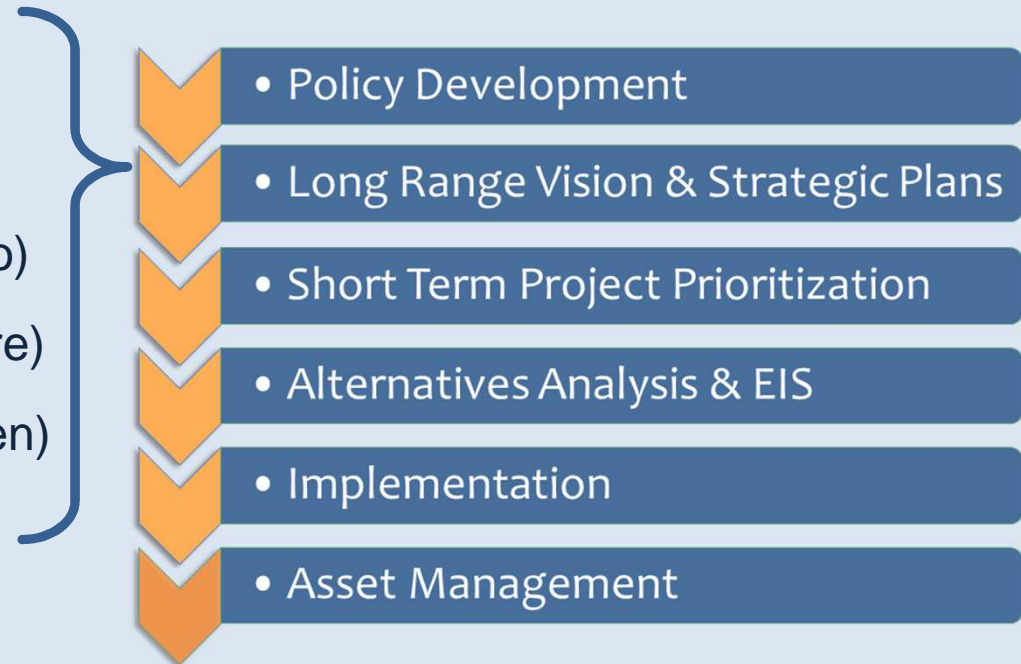 • Policy Development
• Long Range Vision & Strategic Plans
o)
• Short Term Project Prioritization
re)
• Alternatives Analysis & EIS
en)
• Implementation
• Asset Management